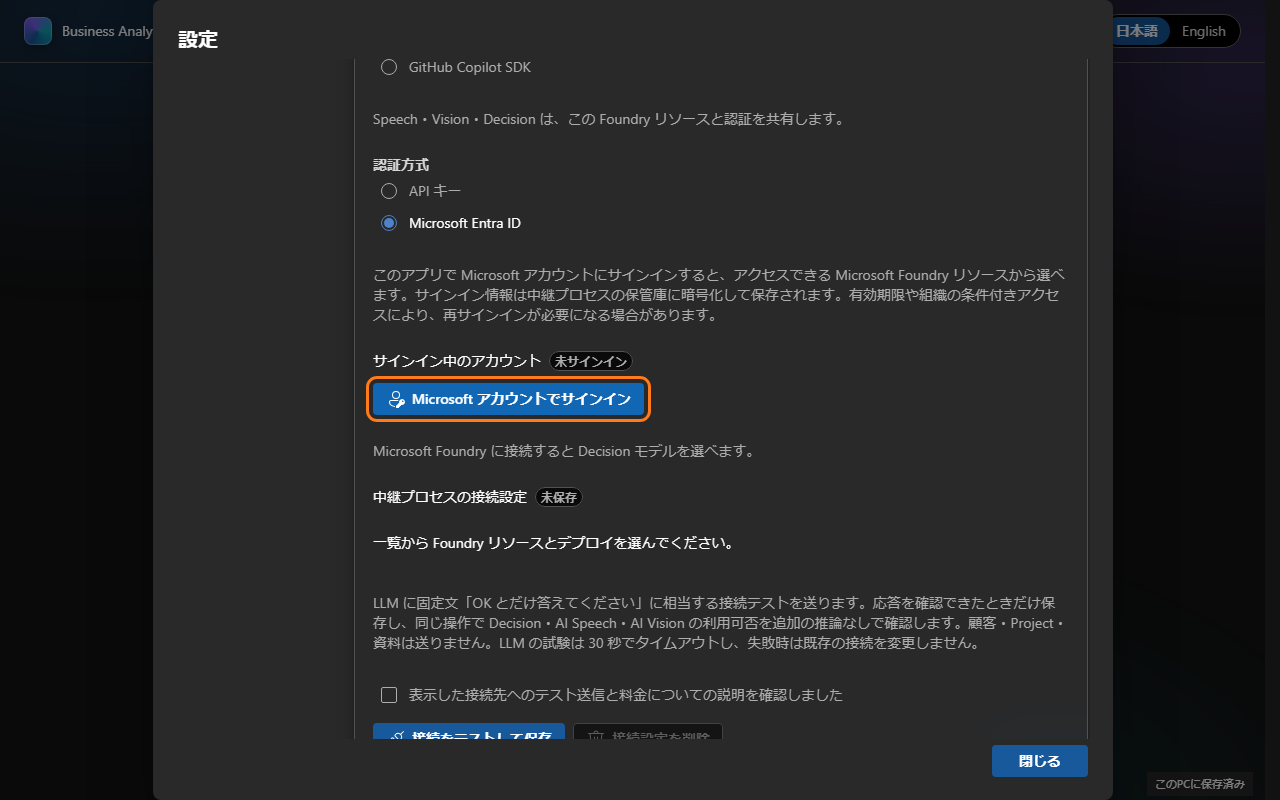 Business Analy
設定
日本語
English
GitHub Copilot SDK
Speech・Vision・Decision は、この Foundry リソースと認証を共有します。
認証方式
API キー
Microsoft Entra ID
このアプリで Microsoft アカウントにサインインすると、アクセスできる Microsoft Foundry リソースから選べ
ます。サインイン情報は中継プロセスの保管庫に暗号化して保存されます。有効期限や組織の条件付きアクセ
スにより、再サインインが必要になる場合があります。
サインイン中のアカウント 未サインイン
Microsoft アカウントでサインイン
Microsoft Foundry に接続すると Decision モデルを選べます。
中継プロセスの接続設定 未保存
一覧から Foundry リソースとデプロイを選んでください。
LLM に固定文「OK とだけ答えてください」に相当する接続テストを送ります。応答を確認できたときだけ保
存し、同じ操作で Decision・AI Speech・AI Vision の利用可否を追加の推論なしで確認します。顧客・Project・
資料は送りません。LLM の試験は 30 秒でタイムアウトし、失敗時は既存の接続を変更しません。
表示した接続先へのテスト送信と料金についての説明を確認しました
接続をテストして保存
接続設定を削除
閉じる
このPCに保存済み